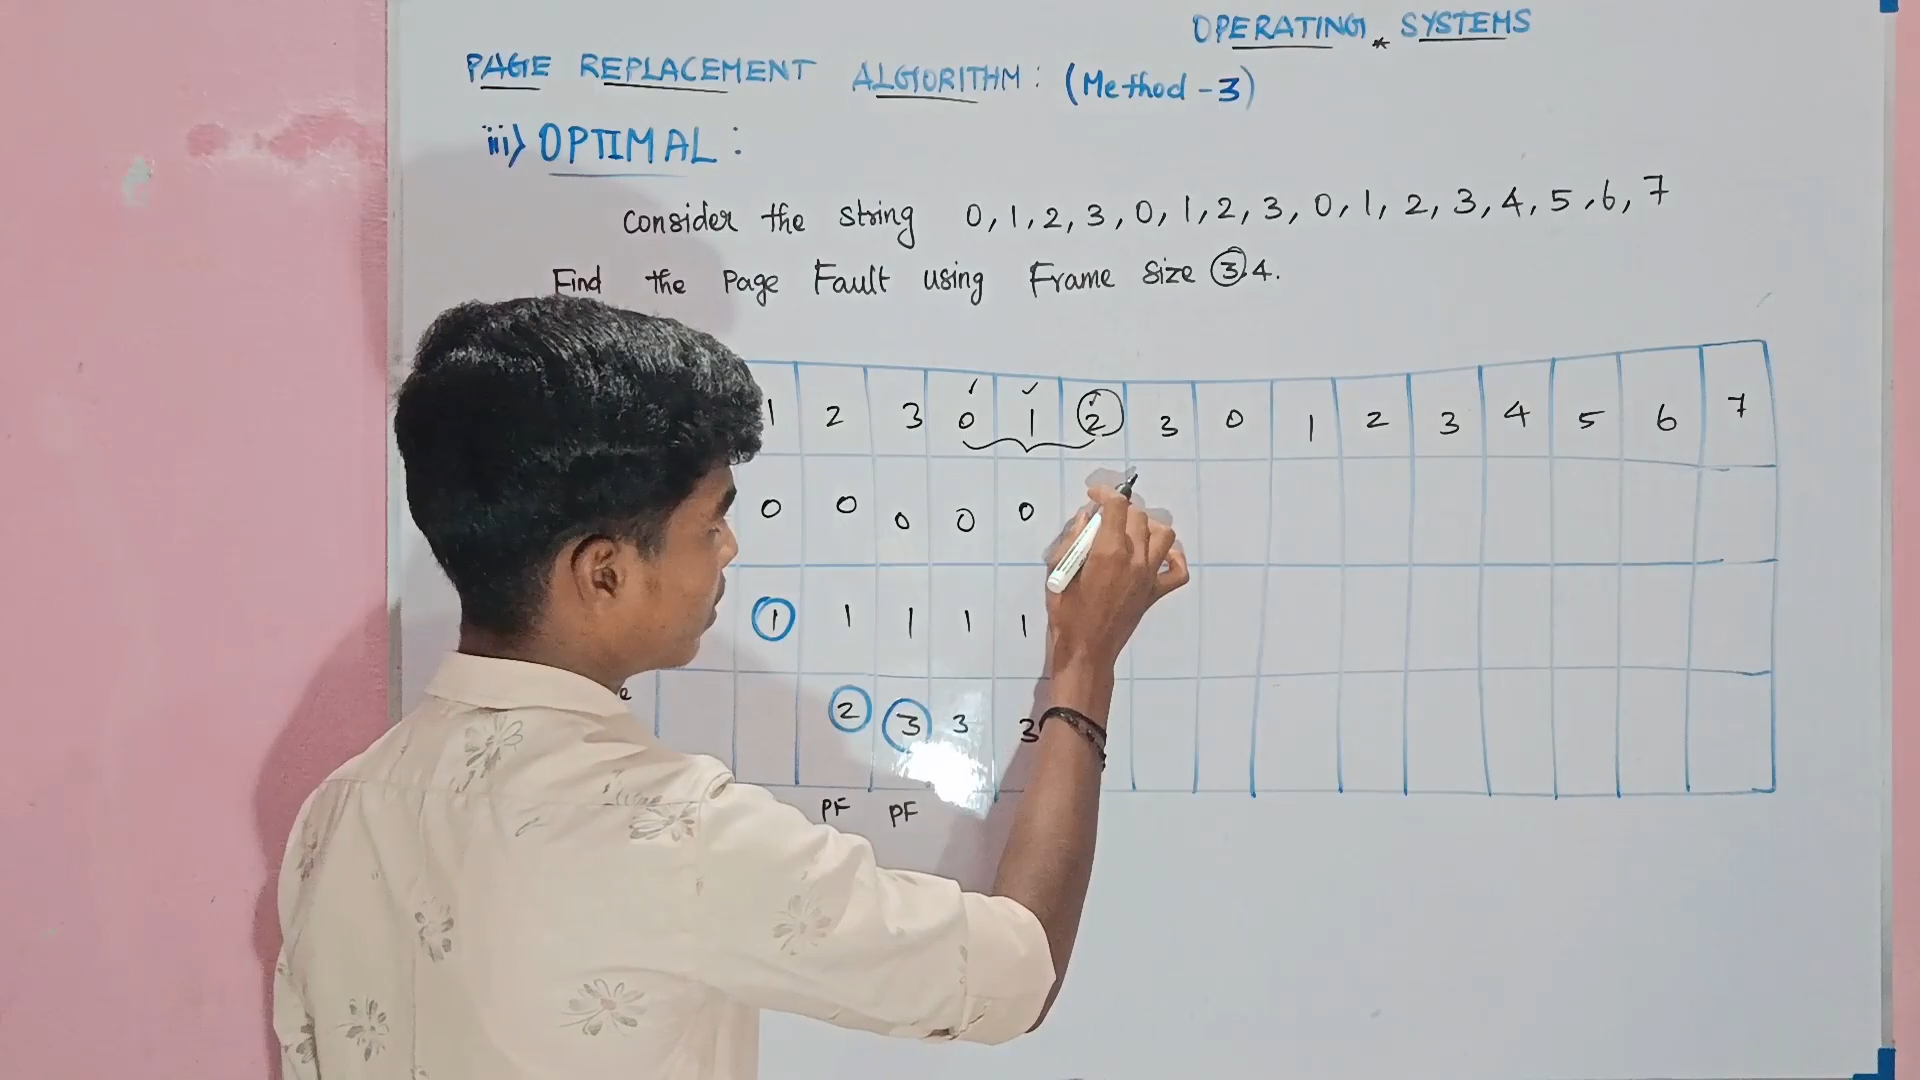 OPERATING SYSTEMS
PAGE REPLACEMENT ALGORITHM: (Method-3)
iii) OPTIMAL:
Consider the string 0, 1, 2, 3, 0, 1, 2, 3, 0, 1, 2, 3, 4, 5, 6, 7
Find the Page Fault using Frame Size 3,4.
1 2 3 0 1 2 3 0 1 2 3 4 5 6 7
0 0 0 0 0
1 1 1 1 1
2 3 3 3
PF PF